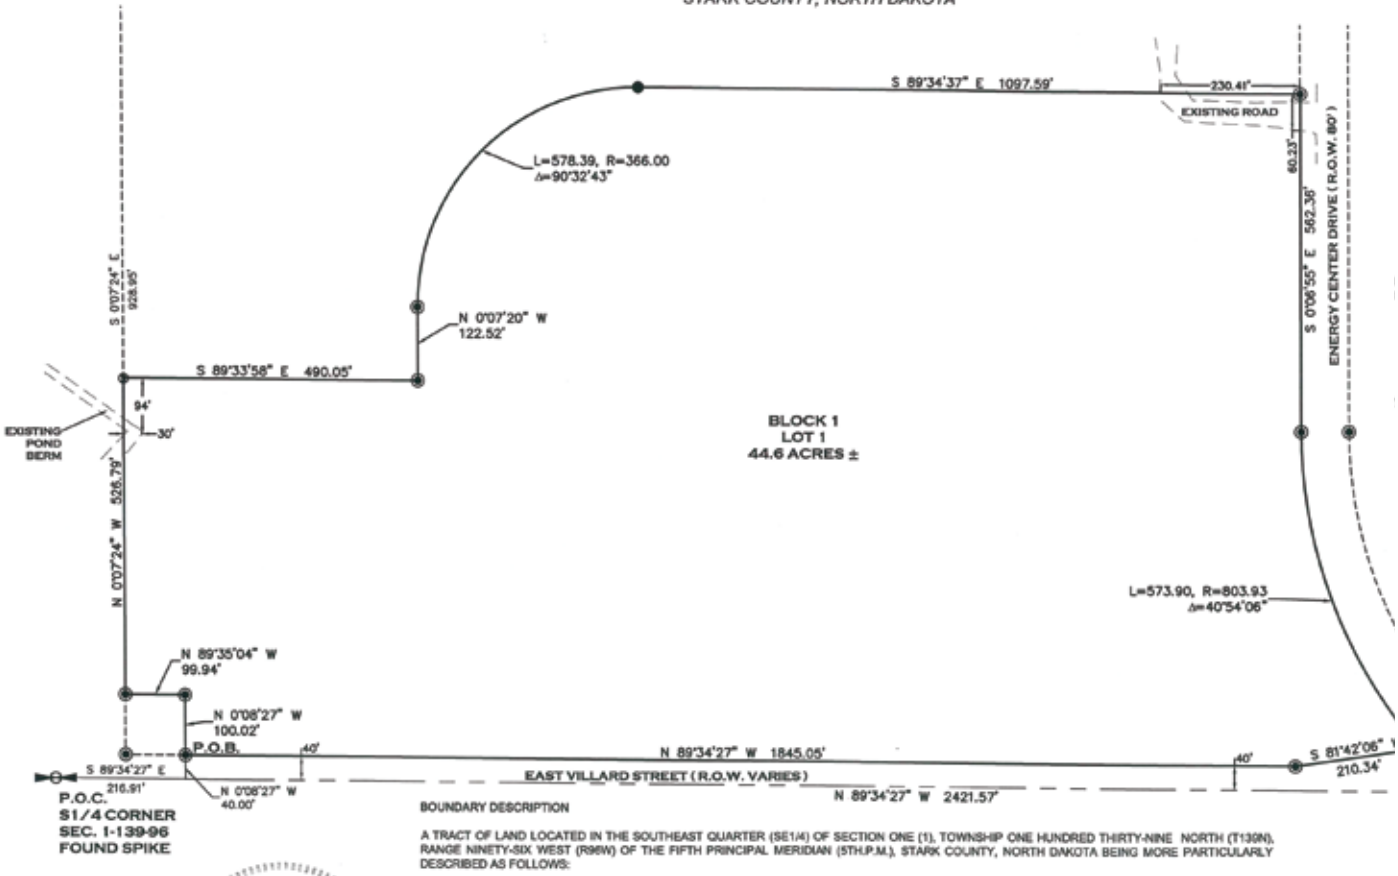 STARK COUNTY, NORTH DAKOTA
S 89°34'37" E 1097.59'
230.41'
EXISTING ROAD
60.23'
ENERGY CENTER DRIVE ( R.O.W. 80')
S 0°06'55" E 562.36'
L=578.39, R=366.00
Δ=90°32'43"
S 0°07'24" E
928.95'
N 0°07'20" W
122.52'
S 89°33'58" E 490.05'
94'
30'
EXISTING
POND
BERM
BLOCK 1
LOT 1
44.6 ACRES ±
N 0°07'24" W 526.79'
L=573.90, R=803.93
Δ=40°54'06"
N 89°35'04" W
99.94'
N 0°08'27" W
100.02'
P.O.B.
40'
N 89°34'27" W 1845.05'
40'
S 81°42'06" W
210.34'
S 89°34'27" E
216.91'
EAST VILLARD STREET ( R.O.W. VARIES )
N 0°08'27" W
40.00'
N 89°34'27" W 2421.57'
P.O.C.
S1/4 CORNER
SEC. 1-139-96
FOUND SPIKE
BOUNDARY DESCRIPTION
A TRACT OF LAND LOCATED IN THE SOUTHEAST QUARTER (SE1/4) OF SECTION ONE (1), TOWNSHIP ONE HUNDRED THIRTY-NINE NORTH (T139N),
RANGE NINETY-SIX WEST (R96W) OF THE FIFTH PRINCIPAL MERIDIAN (5TH.P.M.), STARK COUNTY, NORTH DAKOTA BEING MORE PARTICULARLY
DESCRIBED AS FOLLOWS: